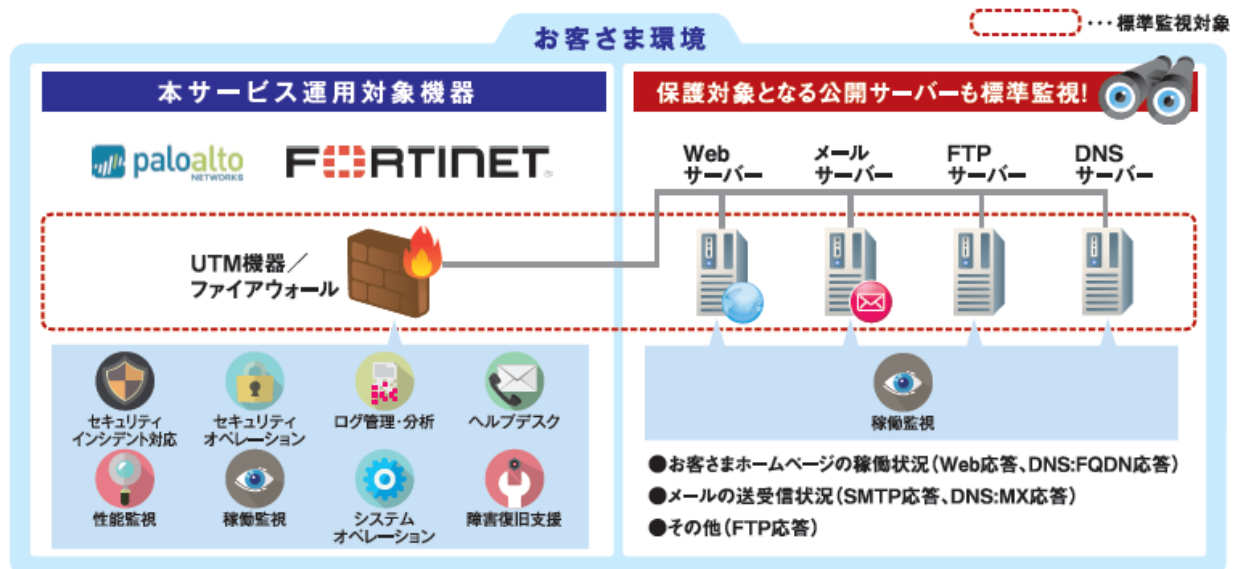 ・・・標準監視対象
お客さま環境
本サービス運用対象機器
paloalto
NETWORKS
FORTINET
UTM機器／
ファイアウォール
セキュリティ
インシデント対応
セキュリティ
オペレーション
ログ管理・分析
ヘルプデスク
性能監視
稼働監視
システム
オペレーション
障害復旧支援
保護対象となる公開サーバーも標準監視!
Web
サーバー
メール
サーバー
FTP
サーバー
DNS
サーバー
稼働監視
●お客さまホームページの稼働状況(Web応答、DNS:FQDN応答)
●メールの送受信状況(SMTP応答、DNS:MX応答)
●その他(FTP応答)